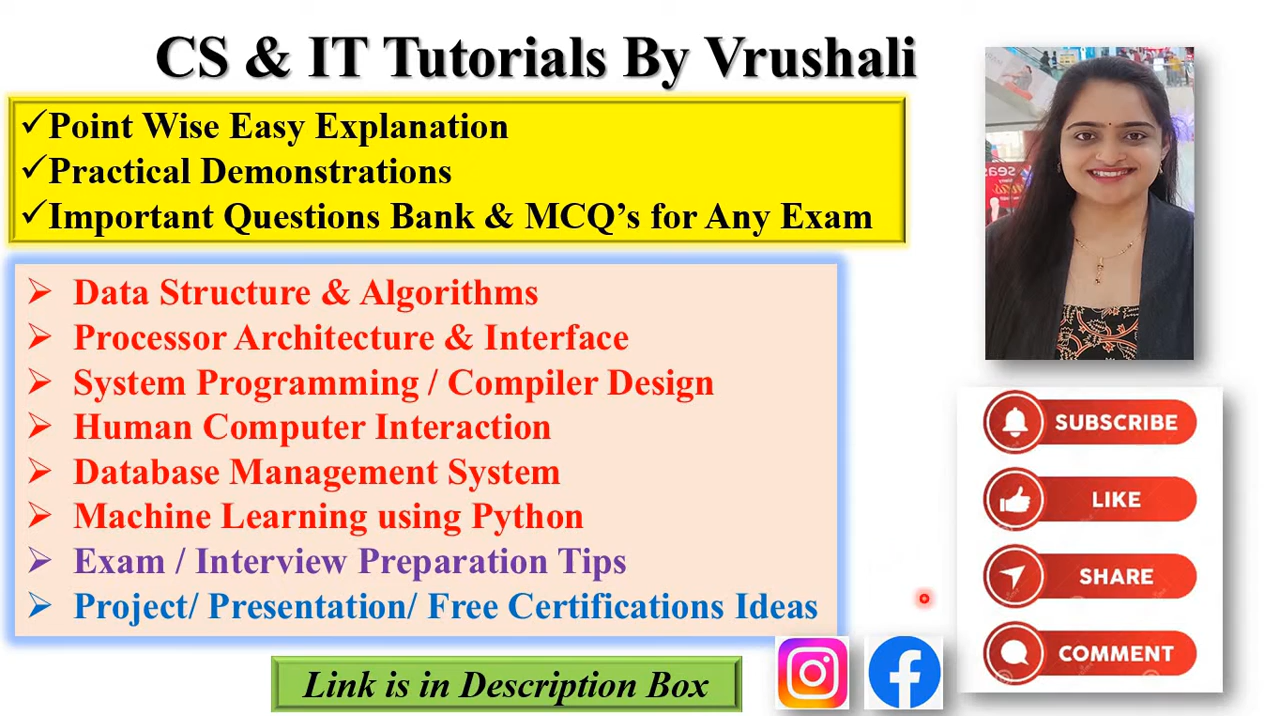 CS & IT Tutorials By Vrushali
✓Point Wise Easy Explanation
✓Practical Demonstrations
✓Important Questions Bank & MCQ's for Any Exam
➢ Data Structure & Algorithms
➢ Processor Architecture & Interface
➢ System Programming / Compiler Design
➢ Human Computer Interaction
➢ Database Management System
➢ Machine Learning using Python
➢ Exam / Interview Preparation Tips
➢ Project/ Presentation/ Free Certifications Ideas
Link is in Description Box
SUBSCRIBE
LIKE
SHARE
COMMENT